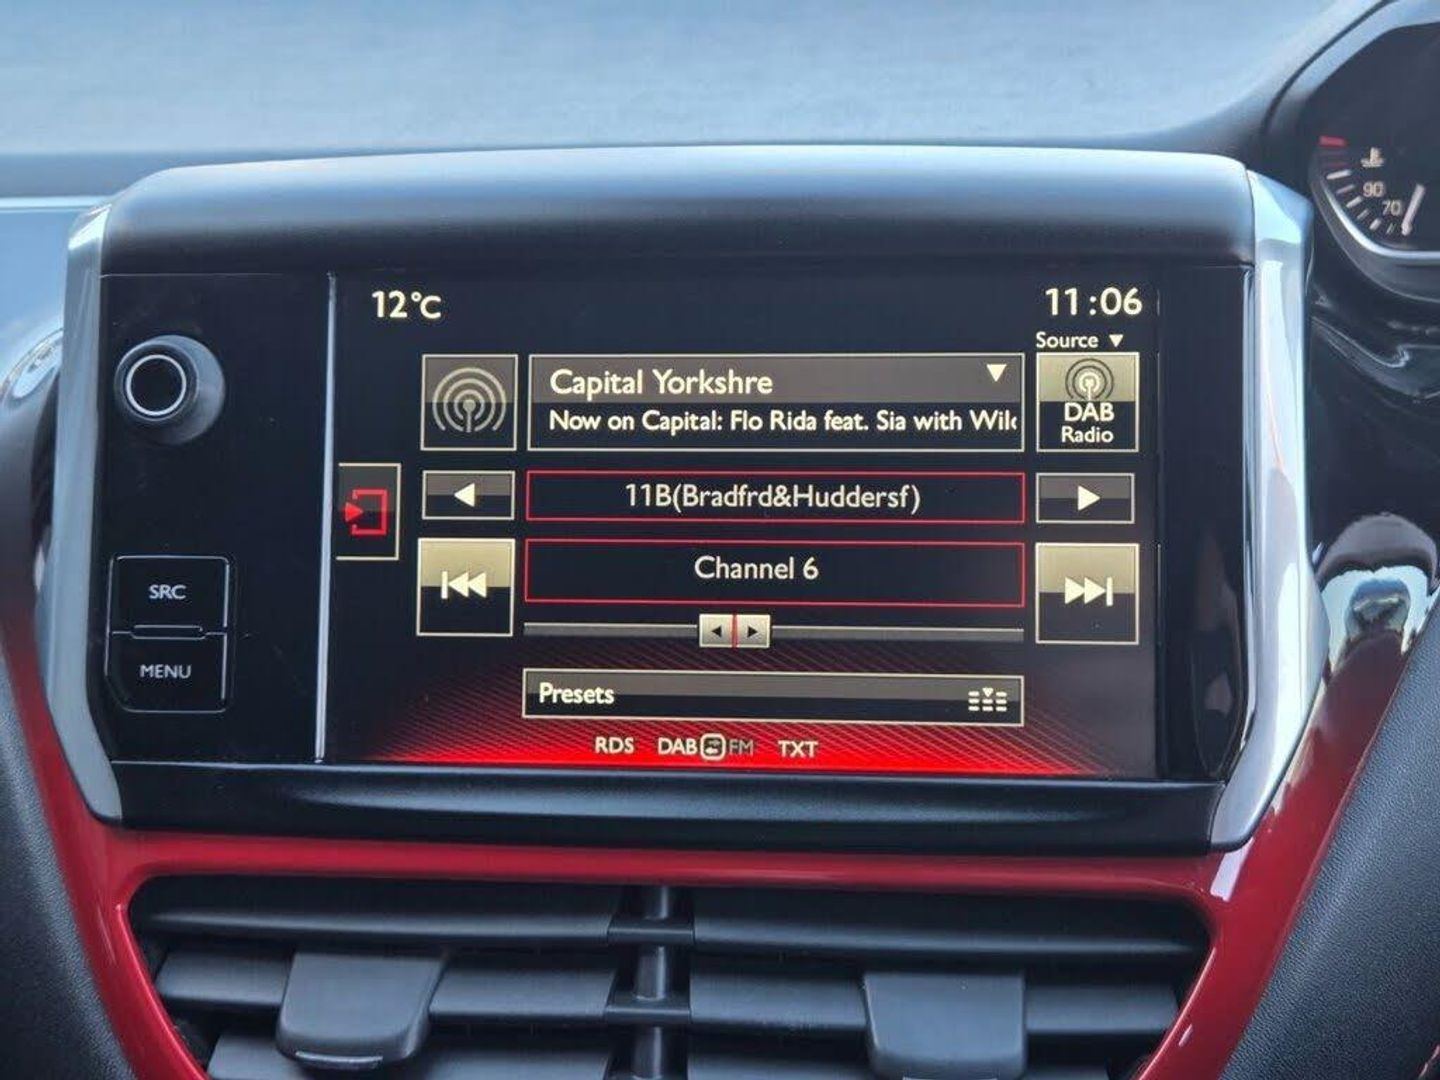 12°C
11:06
Source
Capital Yorkshre
Now on Capital: Flo Rida feat. Sia with
DAB
Radio
11B(Bradfrd&Huddersf)
Channel 6
SRC
MENU
Presets
RDS DAB FM TXT
90
70